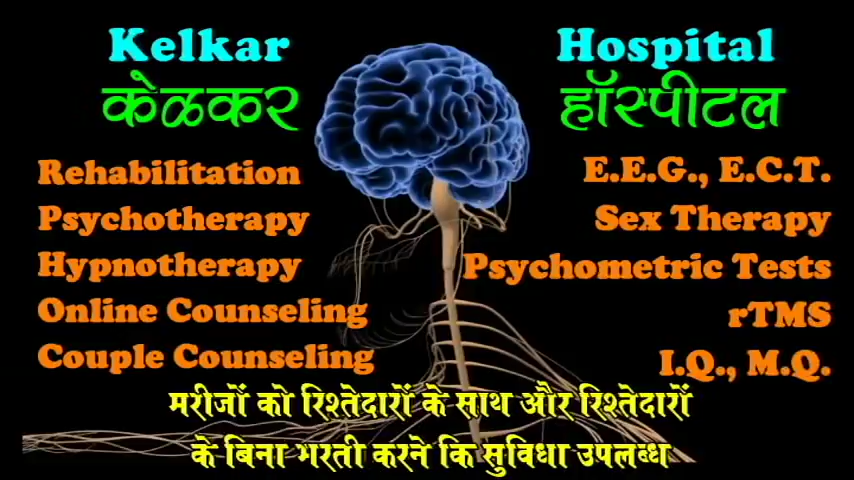 Kelkar Hospital
केळकर हॉस्पीटल
Rehabilitation
Psychotherapy
Hypnotherapy
Online Counseling
Couple Counseling
E.E.G., E.C.T.
Sex Therapy
Psychometric Tests
rTMS
I.Q., M.Q.
मरीजों को रिश्तेदारों के साथ और रिश्तेदारों
के बिना भरती करने कि सुविधा उपलब्ध